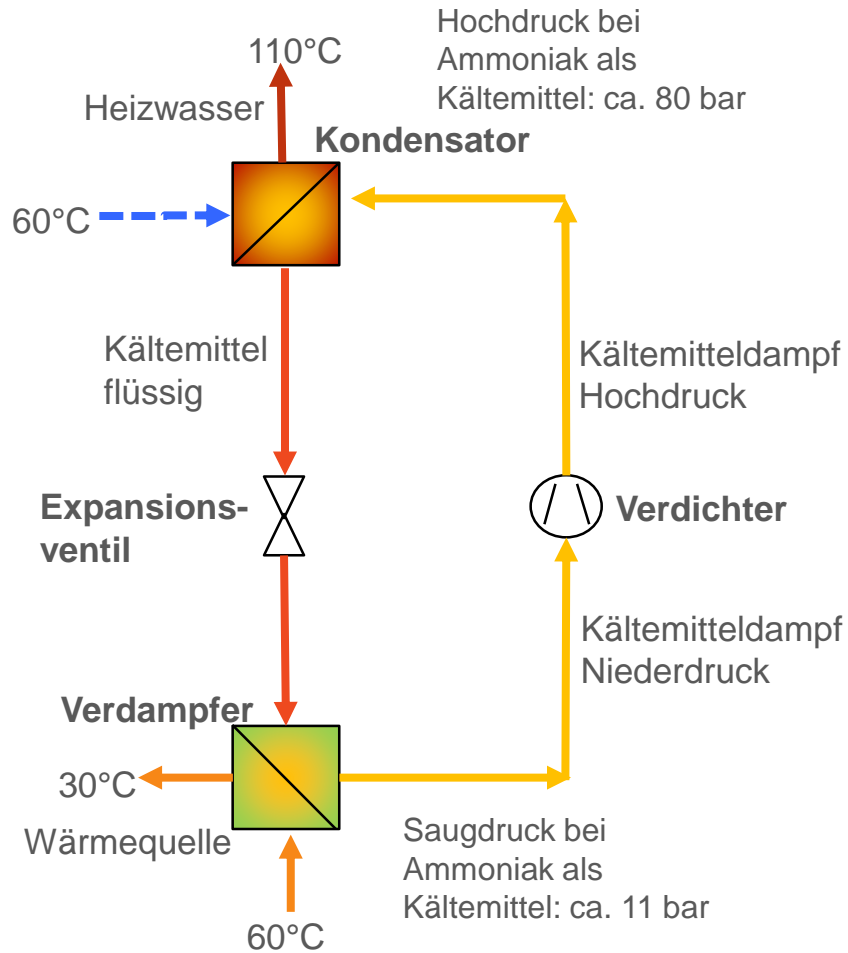 Hochdruck bei
Ammoniak als
Kältemittel: ca. 80 bar
110°C
Heizwasser
Kondensator
60°C
Kältemittel
flüssig
Kältemitteldampf
Hochdruck
Expansions-
ventil
Verdichter
Kältemitteldampf
Niederdruck
Verdampfer
30°C
Wärmequelle
Saugdruck bei
Ammoniak als
Kältemittel: ca. 11 bar
60°C